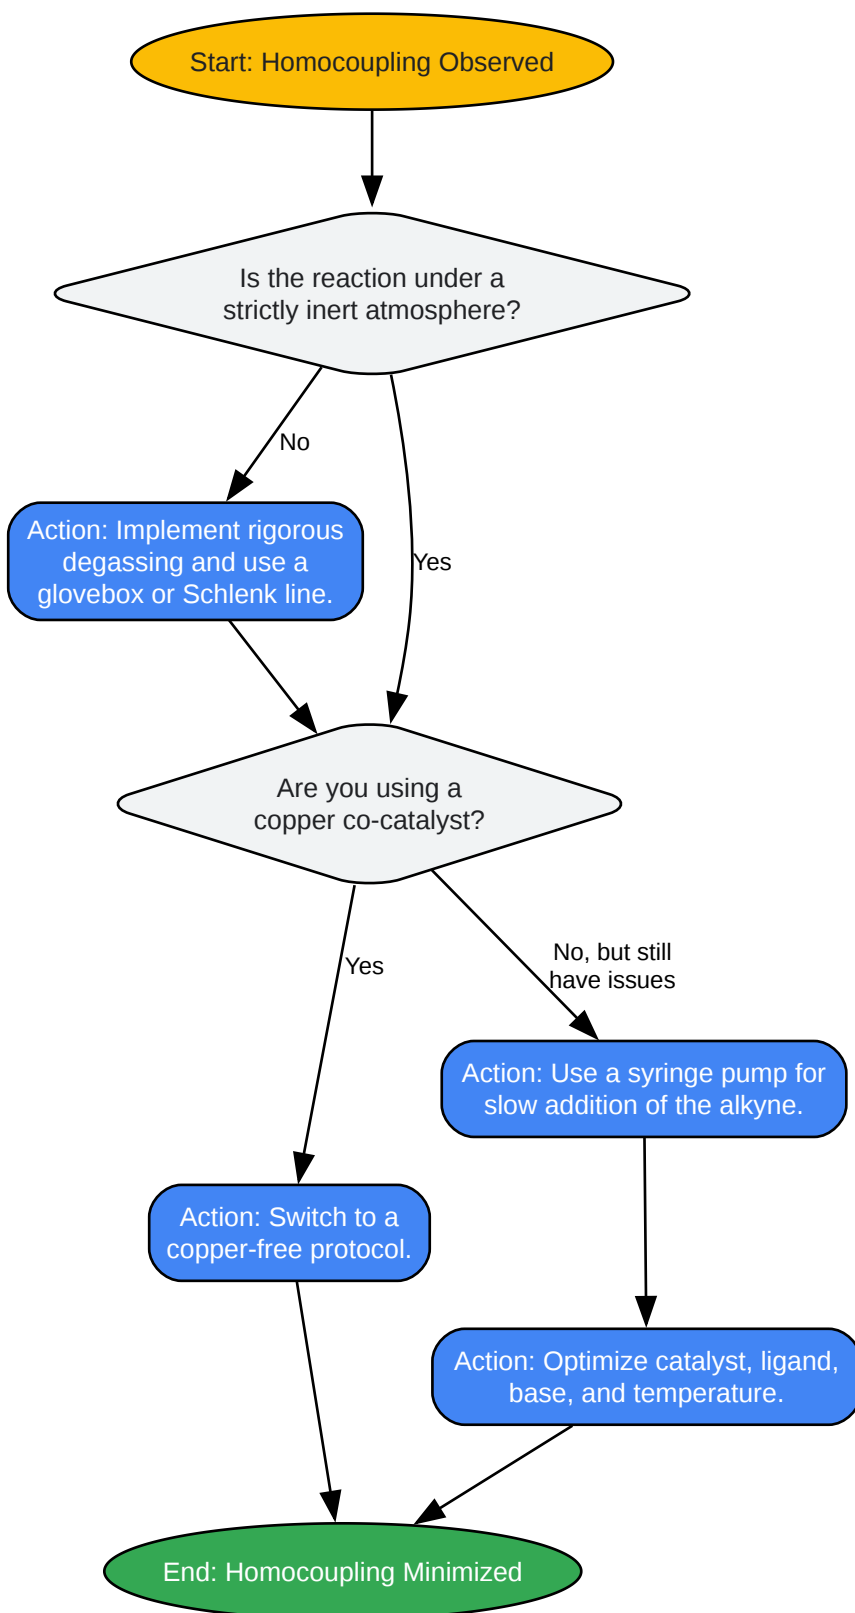 Start: Homocoupling Observed
Is the reaction under a
strictly inert atmosphere?
No
Action: Implement rigorous
degassing and use a
glovebox or Schlenk line.
Yes
Are you using a
copper co-catalyst?
Yes
No, but still
have issues
Action: Use a syringe pump for
slow addition of the alkyne.
Action: Switch to a
copper-free protocol.
Action: Optimize catalyst, ligand,
base, and temperature.
End: Homocoupling Minimized